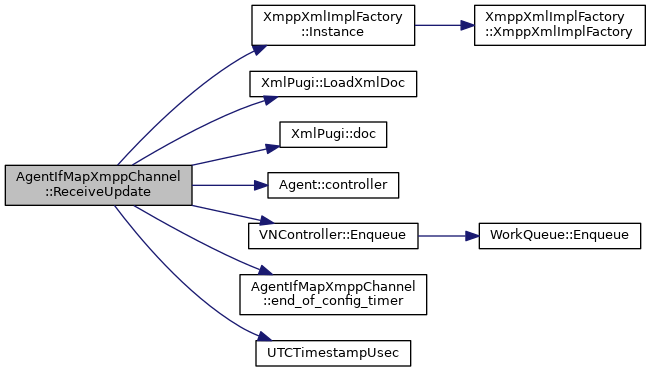 XmppXmlImplFactory
::Instance
XmppXmlImplFactory
::XmppXmlImplFactory
XmlPugi::LoadXmlDoc
XmlPugi::doc
AgentIfMapXmppChannel
::ReceiveUpdate
Agent::controller
VNController::Enqueue
WorkQueue::Enqueue
AgentIfMapXmppChannel
::end_of_config_timer
UTCTimestampUsec